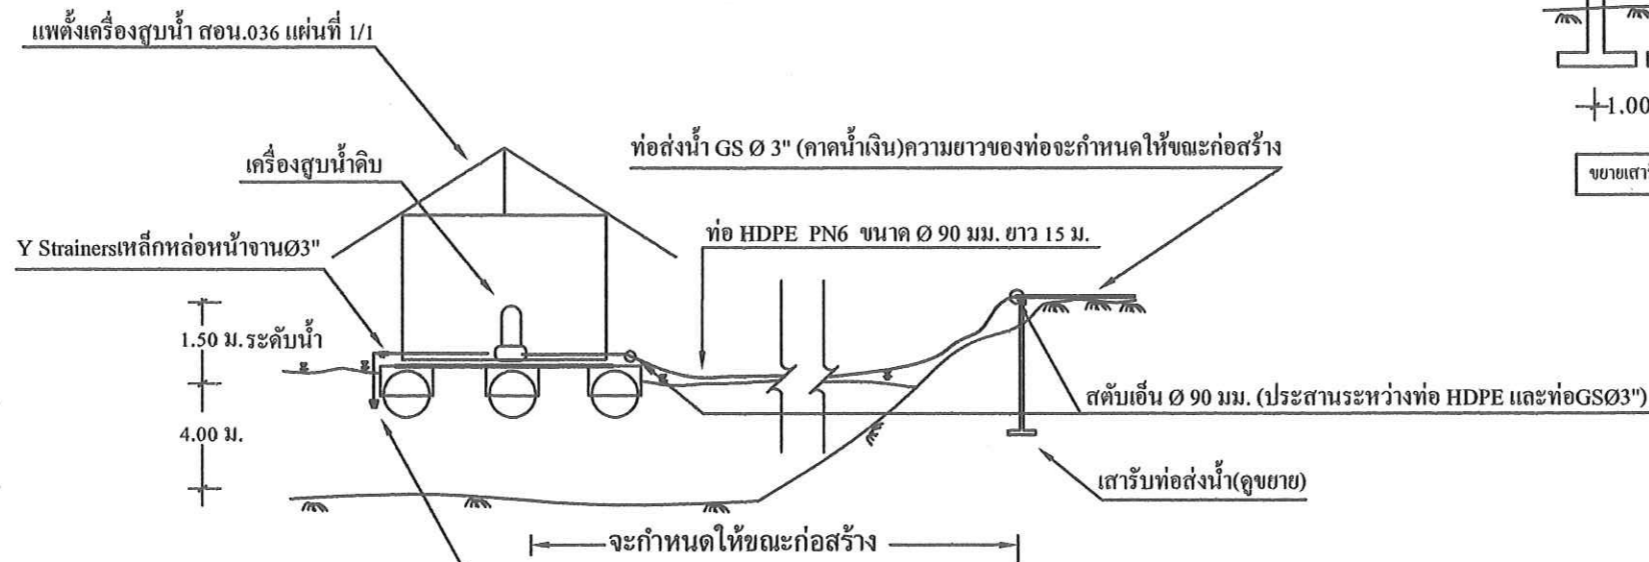 แพตั้งเครื่องสูบน้ำ สอน.036 แผ่นที่ 1/1
1.00
ท่อส่งน้ำ GS Ø 3" (คาดน้ำเงิน)ความยาวของท่อจะกำหนดให้ขณะก่อสร้าง
เครื่องสูบน้ำดิบ
ขยายเสา
ท่อ HDPE PN6 ขนาด Ø 90 มม. ยาว 15 ม.
Y Strainersเหล็กหล่อหน้าจานØ3"
1.50 ม.
ระดับน้ำ
สตับเอ็น Ø 90 มม. (ประสานระหว่างท่อ HDPE และท่อGSØ3")
4.00 ม.
เสารับท่อส่งน้ำ(ดูขยาย)
จะกำหนดให้ขณะก่อสร้าง